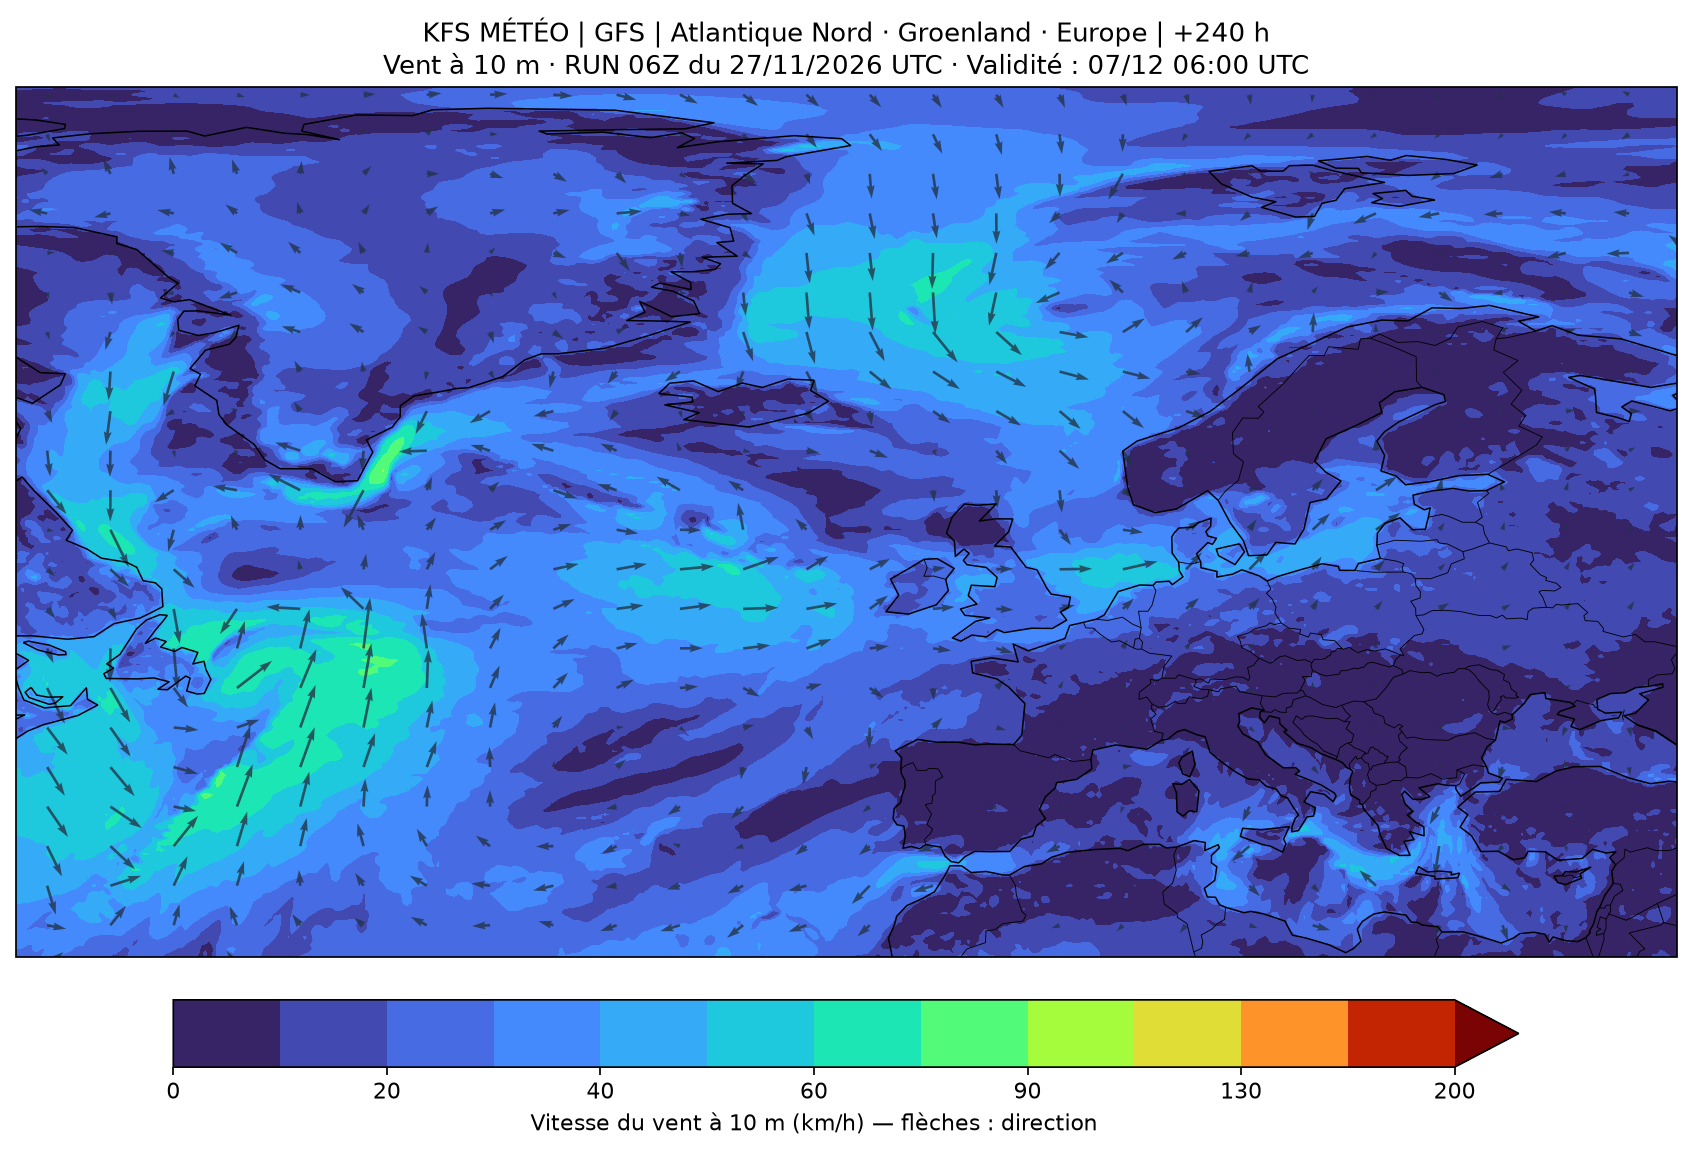 KFS MÉTÉO | GFS | Atlantique Nord · Groenland · Europe | +240 h
Vent à 10 m · RUN 06Z du 27/11/2026 UTC · Validité : 07/12 06:00 UTC
0 20 40 60 90 130 200
Vitesse du vent à 10 m (km/h) — flèches : direction